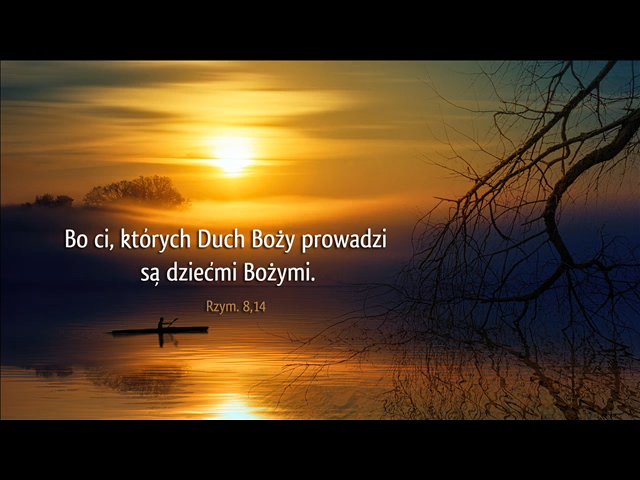 Bo ci, których Duch Boży prowadzi
są dziećmi Bożymi.
Rzym. 8,14